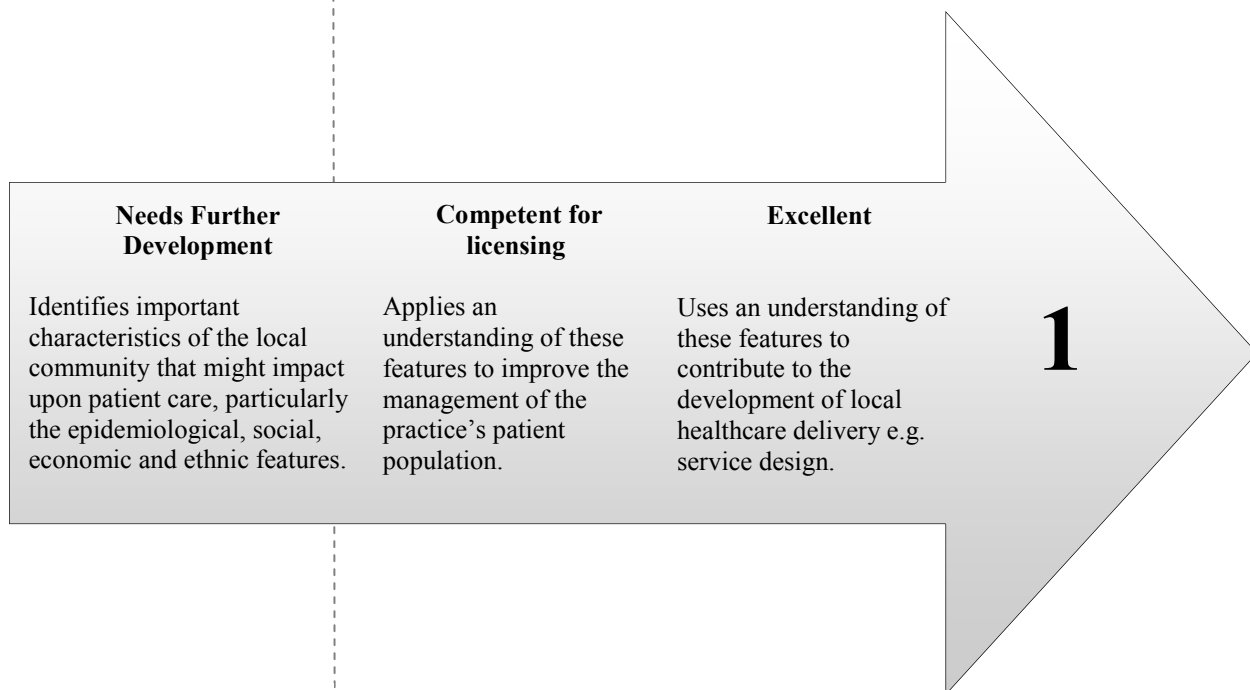 Needs Further
Development
Identifies important
characteristics of the local
community that might impact
upon patient care, particularly
the epidemiological, social,
economic and ethnic features.
Competent for
licensing
Applies an
understanding of these
features to improve the
management of the
practice’s patient
population.
Excellent
Uses an understanding of
these features to
contribute to the
development of local
healthcare delivery e.g.
service design.
1